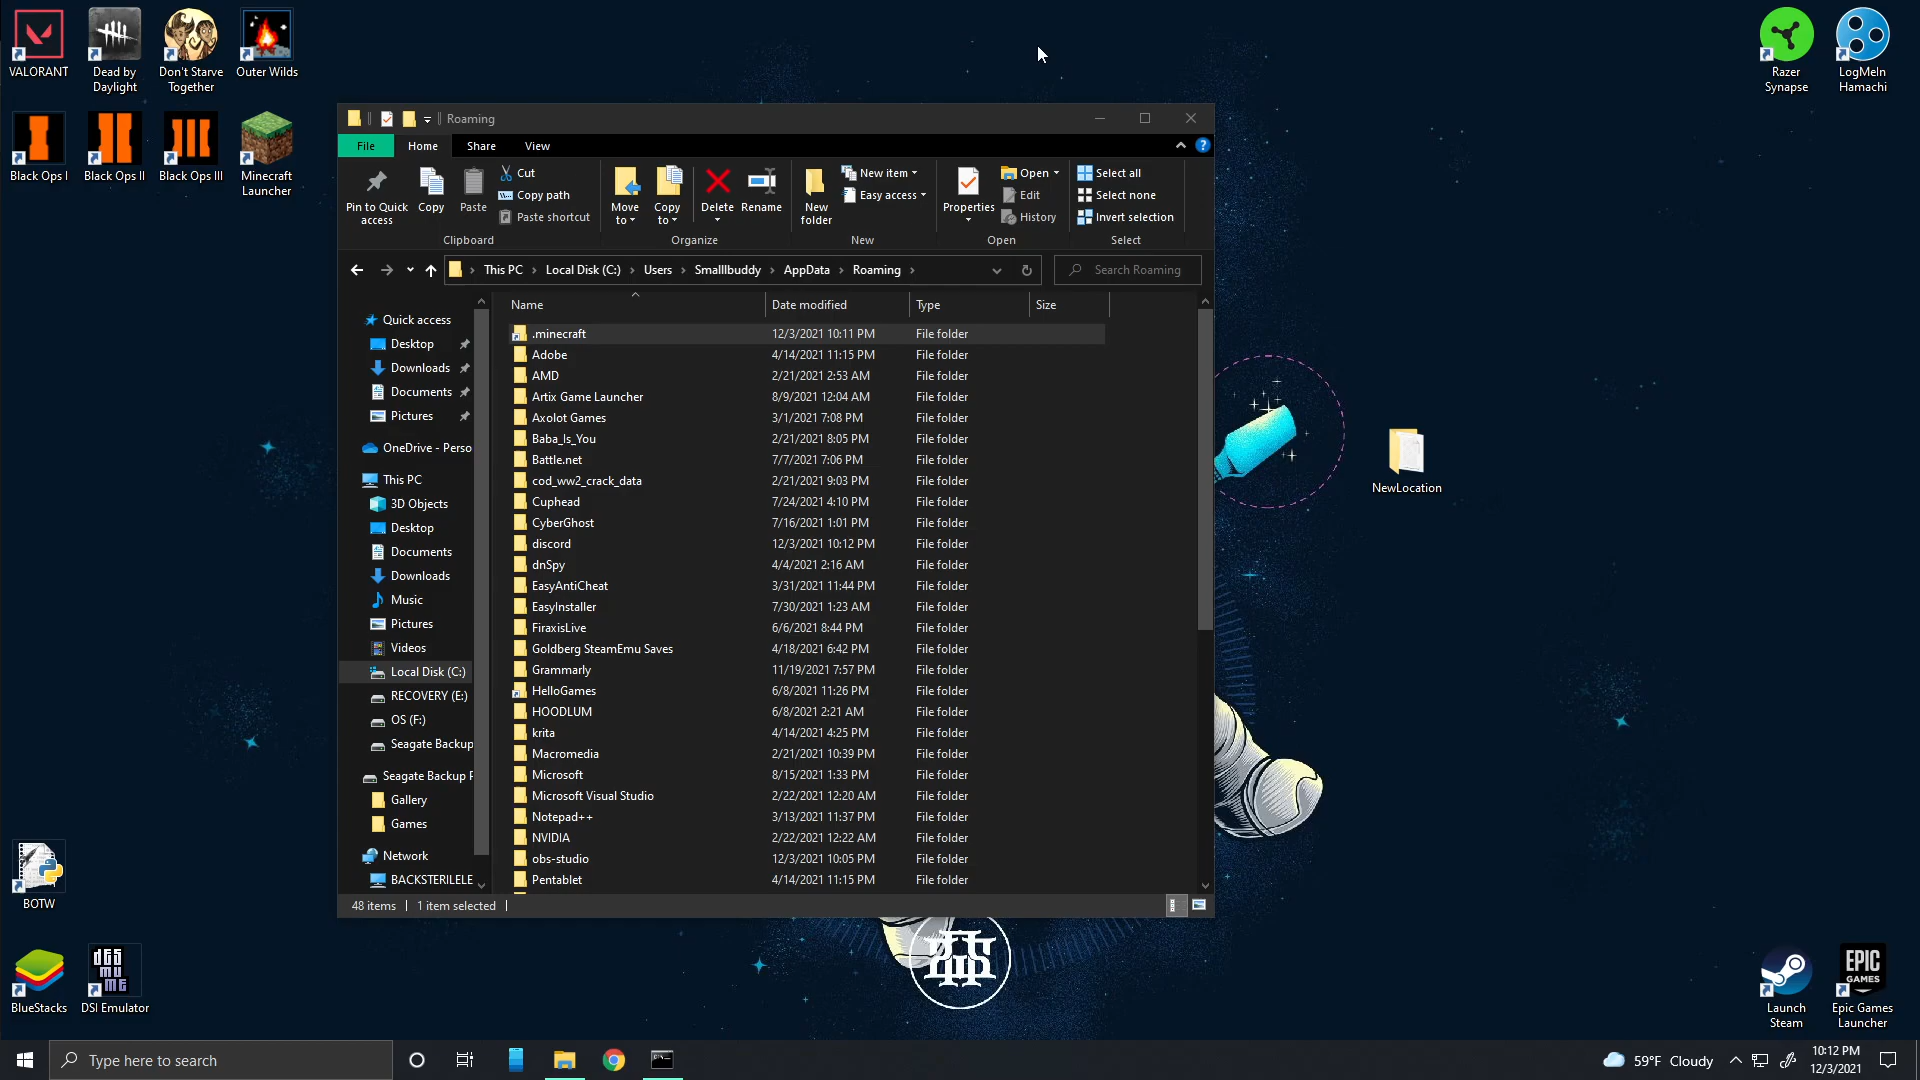 VALORANT
Dead by
Daylight
Don't Starve
Together
Outer Wilds
Razer
Synapse
LogMeIn
Hamachi
Black Ops I
Black Ops II
Black Ops III
Minecraft
Launcher
Roaming
File
Home
Share
View
Pin to Quick
access
Copy
Paste
Cut
Copy path
Paste shortcut
Clipboard
Move
to
Copy
to
Delete
Rename
Organize
New
folder
New item
Easy access
New
Properties
Open
Edit
History
Open
Select all
Select none
Invert selection
Select
This PC > Local Disk (C:) > Users > Smalllbuddy > AppData > Roaming >
Search Roaming
Quick access
Desktop
Downloads
Documents
Pictures
OneDrive - Perso
This PC
3D Objects
Desktop
Documents
Downloads
Music
Pictures
Videos
Local Disk (C:)
RECOVERY (E:)
OS (F:)
Seagate Backup
Seagate Backup P
Gallery
Games
Network
BACKSTERILELE
Name Date modified Type Size
.minecraft 12/3/2021 10:11 PM File folder
Adobe 4/14/2021 11:15 PM File folder
AMD 2/21/2021 2:53 AM File folder
Artix Game Launcher 8/9/2021 12:04 AM File folder
Axolot Games 3/1/2021 7:08 PM File folder
Baba_Is_You 2/21/2021 8:05 PM File folder
Battle.net 7/7/2021 7:06 PM File folder
cod_ww2_crack_data 2/21/2021 9:03 PM File folder
Cuphead 7/24/2021 4:10 PM File folder
CyberGhost 7/16/2021 1:01 PM File folder
discord 12/3/2021 10:12 PM File folder
dnSpy 4/4/2021 2:16 AM File folder
EasyAntiCheat 3/31/2021 11:44 PM File folder
EasyInstaller 7/30/2021 1:23 AM File folder
FiraxisLive 6/6/2021 8:44 PM File folder
Goldberg SteamEmu Saves 4/18/2021 6:42 PM File folder
Grammarly 11/19/2021 7:57 PM File folder
HelloGames 6/8/2021 11:26 PM File folder
HOODLUM 6/8/2021 2:21 AM File folder
krita 4/14/2021 4:25 PM File folder
Macromedia 2/21/2021 10:39 PM File folder
Microsoft 8/15/2021 1:33 PM File folder
Microsoft Visual Studio 2/22/2021 12:20 AM File folder
Notepad++ 3/13/2021 11:37 PM File folder
NVIDIA 2/22/2021 12:22 AM File folder
obs-studio 12/3/2021 10:05 PM File folder
Pentablet 4/14/2021 11:15 PM File folder
48 items
1 item selected
NewLocation
BOTW
BlueStacks
DES
MU
ME
DSI Emulator
Launch
Steam
EPIC
GAMES
Epic Games
Launcher
Type here to search
59°F Cloudy
10:12 PM
12/3/2021